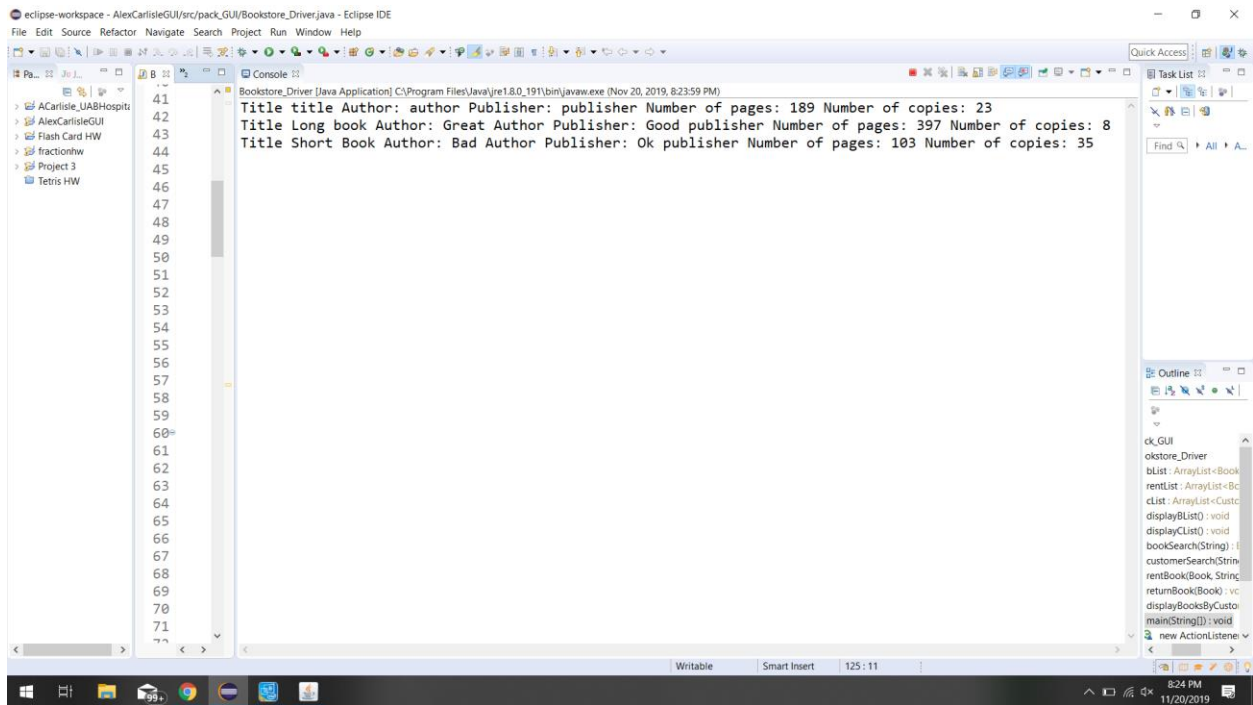 eclipse-workspace - AlexCarlisleGUI/src/pack_GUI/Bookstore_Driver.java - Eclipse IDE
File Edit Source Refactor Navigate Search Project Run Window Help
Quick Access
Pa...
B
Console
Task List
ACarlisle_UABHospita
AlexCarlisleGUI
Flash Card HW
fractionhw
Project 3
Tetris HW
41
42
43
44
45
46
47
48
49
50
51
52
53
54
55
56
57
58
59
60
61
62
63
64
65
66
67
68
69
70
71
Bookstore_Driver [Java Application] C:\Program Files\Java\jre1.8.0_191\bin\javaw.exe (Nov 20, 2019, 8:23:59 PM)
Title title Author: author Publisher: publisher Number of pages: 189 Number of copies: 23
Title Long book Author: Great Author Publisher: Good publisher Number of pages: 397 Number of copies: 8
Title Short Book Author: Bad Author Publisher: Ok publisher Number of pages: 103 Number of copies: 35
Find All A...
Outline
ck_GUI
okstore_Driver
bList : ArrayList<Book
rentList : ArrayList<Bo
cList : ArrayList<Custo
displayBList() : void
displayCList() : void
bookSearch(String) :
customerSearch(Strin
rentBook(Book, String
returnBook(Book) : vo
displayBooksByCusto
main(String[]) : void
new ActionListener
Writable Smart Insert 125 : 11
99+
8:24 PM
11/20/2019